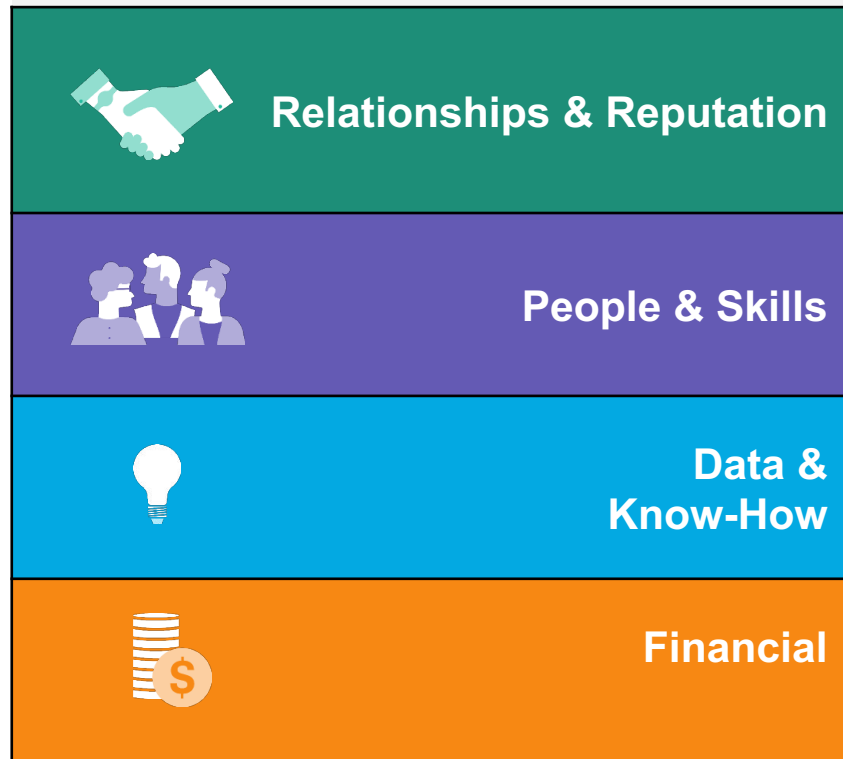 Relationships & Reputation
People & Skills
Data &
Know-How
Financial
$